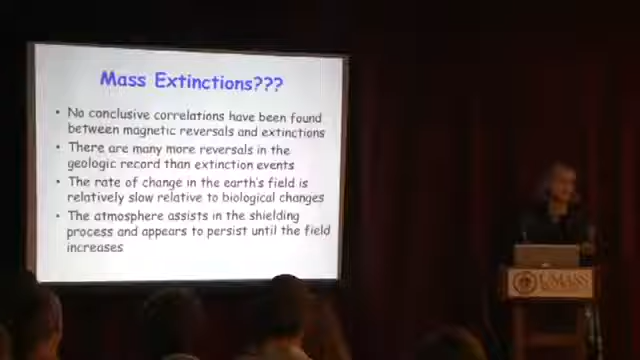 Mass Extinctions???
• No conclusive correlations have been found
between magnetic reversals and extinctions
• There are many more reversals in the
geologic record than extinction events
• The rate of change in the earth's field is
relatively slow relative to biological changes
• The atmosphere assists in the shielding
process and appears to persist until the field
increases
UMASS